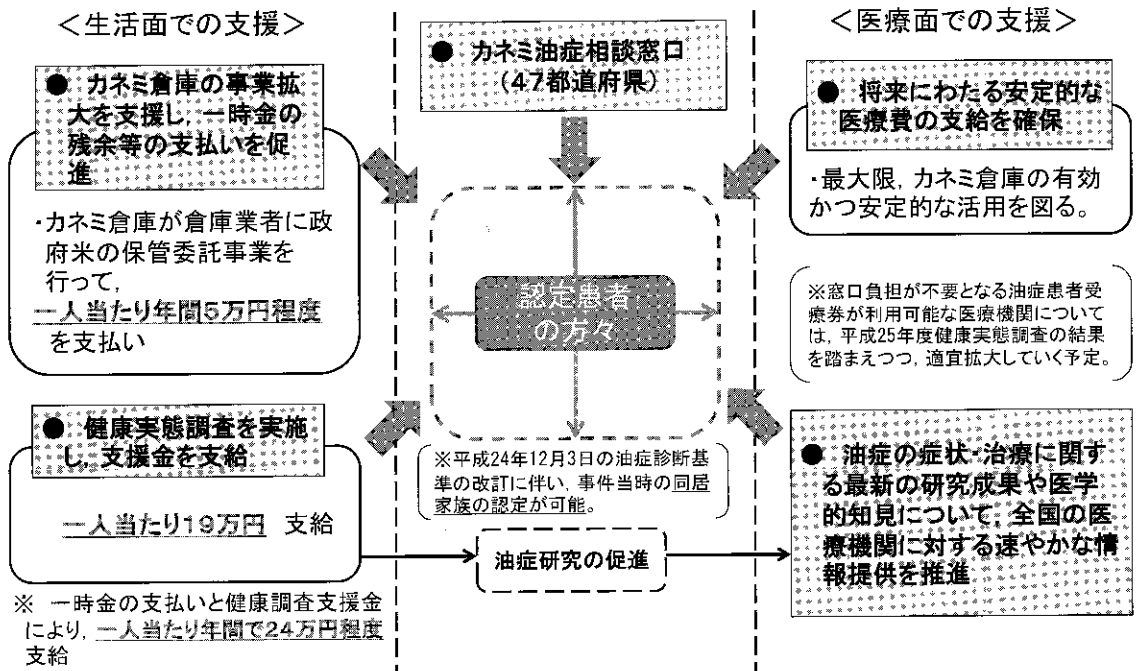 ＜生活面での支援＞
● カネミ倉庫の事業拡
大を支援し, 一時金の
残余等の支払いを促
進
・カネミ倉庫が倉庫業者に政
府米の保管委託事業を
行って,
一人当たり年間5万円程度
を支払い
● 健康実態調査を実施
し, 支援金を支給
一人当たり19万円 支給
※ 一時金の支払いと健康調査支援金
により, 一人当たり年間で24万円程度
支給
● カネミ油症相談窓口
(47都道府県)
認定患者
の方々
※平成24年12月3日の油症診断基
準の改訂に伴い, 事件当時の同居
家族の認定が可能。
油症研究の促進
＜医療面での支援＞
● 将来にわたる安定的な
医療費の支給を確保
・最大限, カネミ倉庫の有効
かつ安定的な活用を図る。
※窓口負担が不要となる油症患者受
療券が利用可能な医療機関について
は, 平成25年度健康実態調査の結果
を踏まえつつ, 適宜拡大していく予定。
● 油症の症状・治療に関す
る最新の研究成果や医学
的知見について, 全国の医
療機関に対する速やかな情
報提供を推進